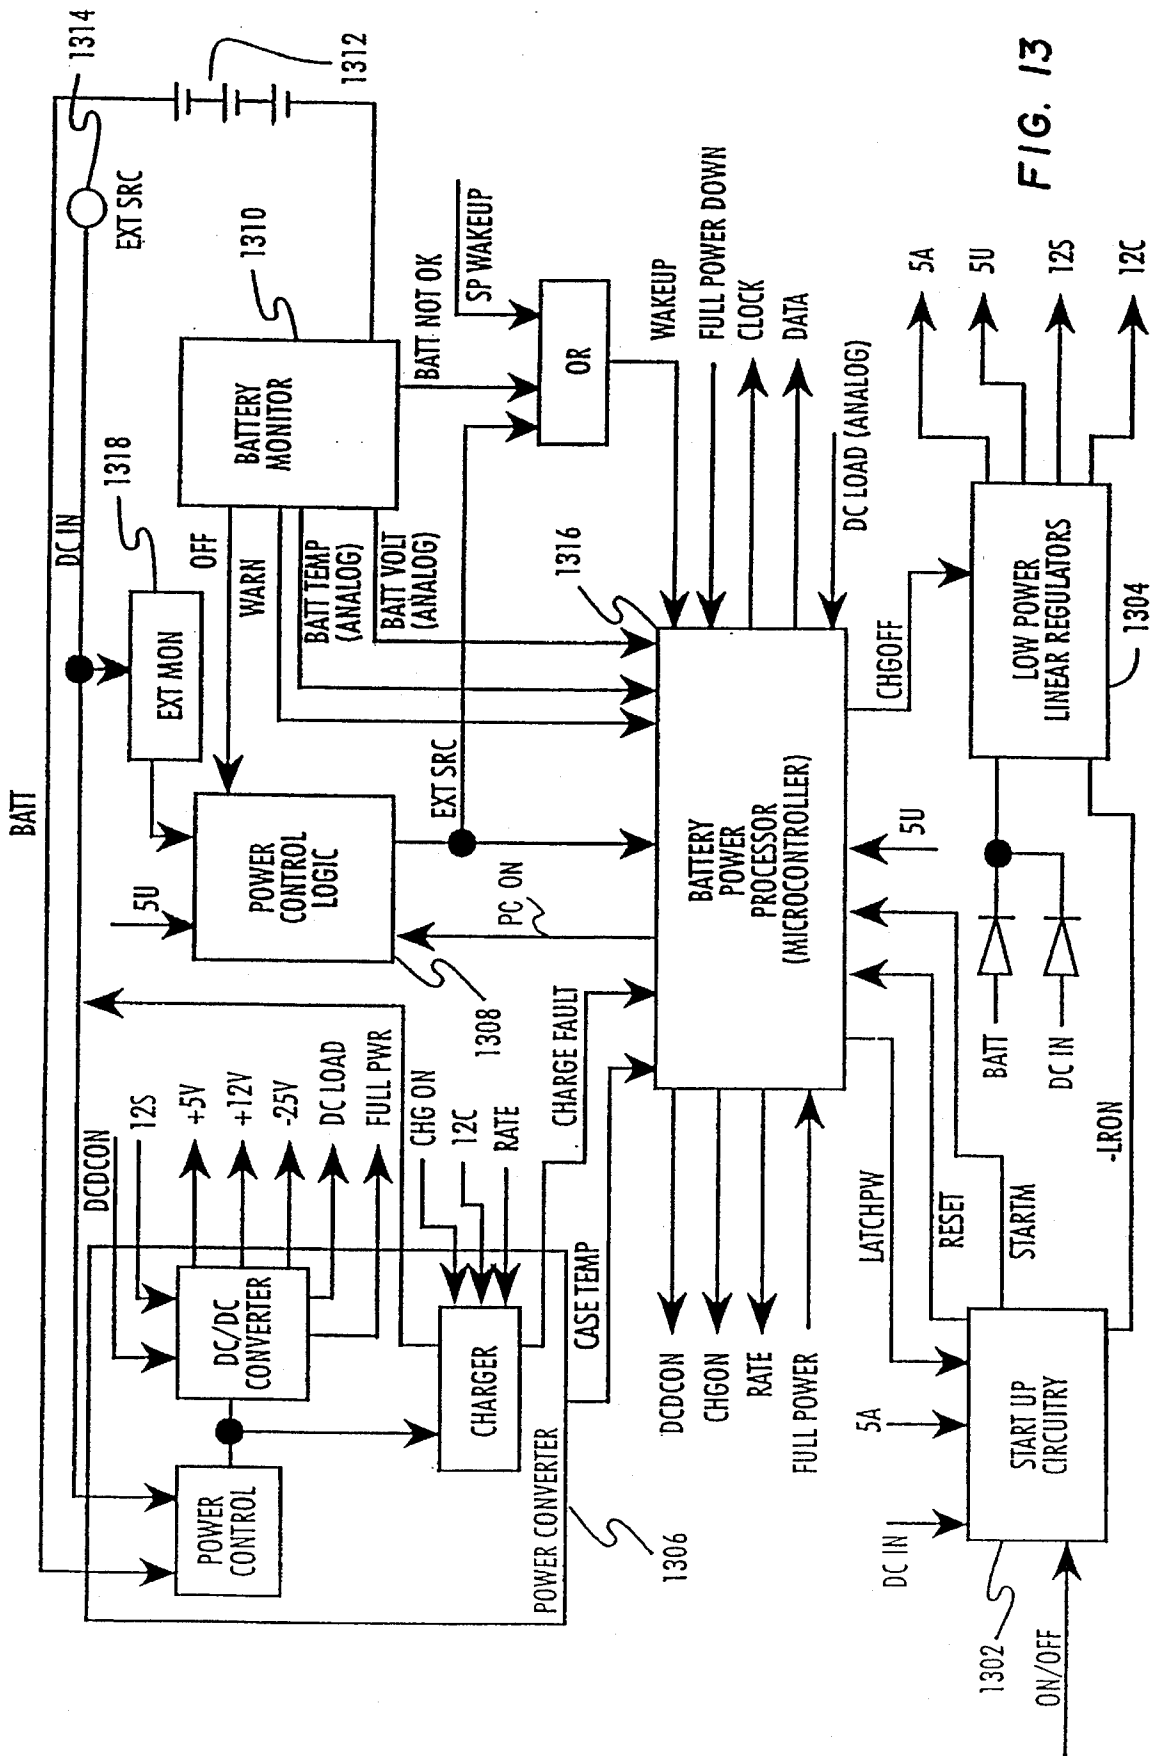 BATT
DC IN
EXT SRC
1314
1312
1318
EXT MON
BATTERY
MONITOR
1310
5U
POWER
CONTROL
LOGIC
1308
OFF
WARN
BATT TEMP
(ANALOG)
BATT VOLT
(ANALOG)
BATT NOT OK
SP WAKEUP
OR
EXT SRC
PC ON
DCDCON
12S
+5V
+12V
-25V
DC LOAD
FULL PWR
POWER
CONTROL
DC/DC
CONVERTER
CHG ON
12C
RATE
CHARGER
POWER CONVERTER
1306
CASE TEMP
CHARGE FAULT
1316
BATTERY
POWER
PROCESSOR
(MICROCONTROLLER)
WAKEUP
FULL POWER DOWN
CLOCK
DATA
DC LOAD (ANALOG)
DCDCON
CHGON
RATE
FULL POWER
LATCHPW
RESET
STARTM
5U
CHGOFF
DC IN
5A
START UP
CIRCUITRY
1302
ON/OFF
-LRON
BATT
DC IN
LOW POWER
LINEAR REGULATORS
1304
5A
5U
12S
12C
FIG. 13